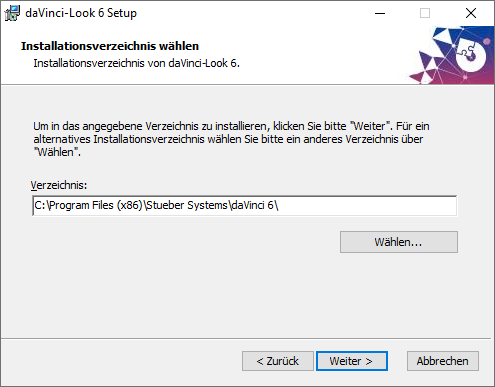 daVinci-Look 6 Setup
Installationsverzeichnis wählen
Installationsverzeichnis von daVinci-Look 6.
Um in das angegebene Verzeichnis zu installieren, klicken Sie bitte "Weiter". Für ein
alternatives Installationsverzeichnis wählen Sie bitte ein anderes Verzeichnis über
"Wählen".
Verzeichnis:
C:\Program Files (x86)\Stueber Systems\daVinci 6\
Wählen...
< Zurück
Weiter >
Abbrechen